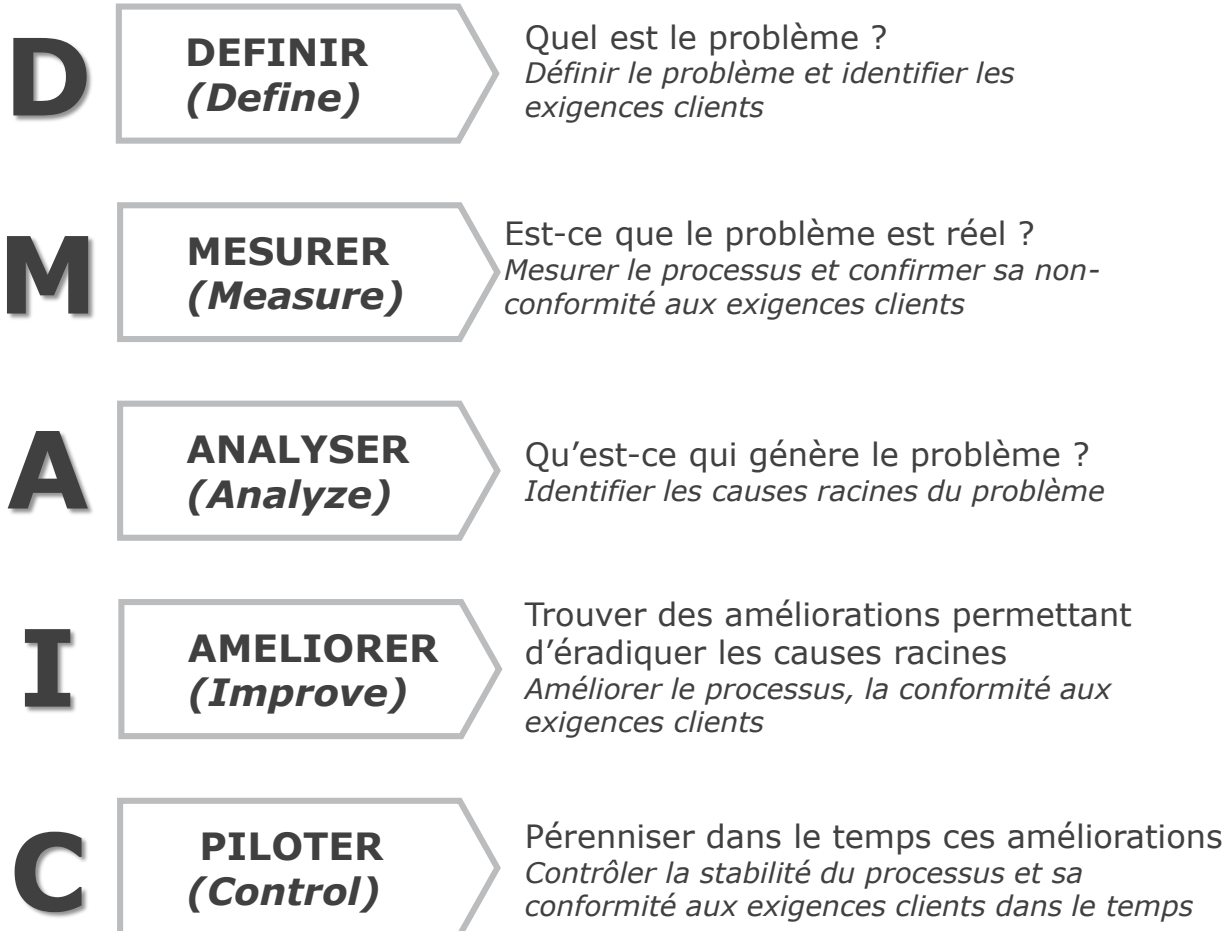 D
DEFINIR
(Define)
Quel est le problème ?
Définir le problème et identifier les
exigences clients
M
MESURER
(Measure)
Est-ce que le problème est réel ?
Mesurer le processus et confirmer sa non-
conformité aux exigences clients
A
ANALYSER
(Analyze)
Qu’est-ce qui génère le problème ?
Identifier les causes racines du problème
I
AMELIORER
(Improve)
Trouver des améliorations permettant
d’éradiquer les causes racines
Améliorer le processus, la conformité aux
exigences clients
C
PILOTER
(Control)
Pérenniser dans le temps ces améliorations
Contrôler la stabilité du processus et sa
conformité aux exigences clients dans le temps